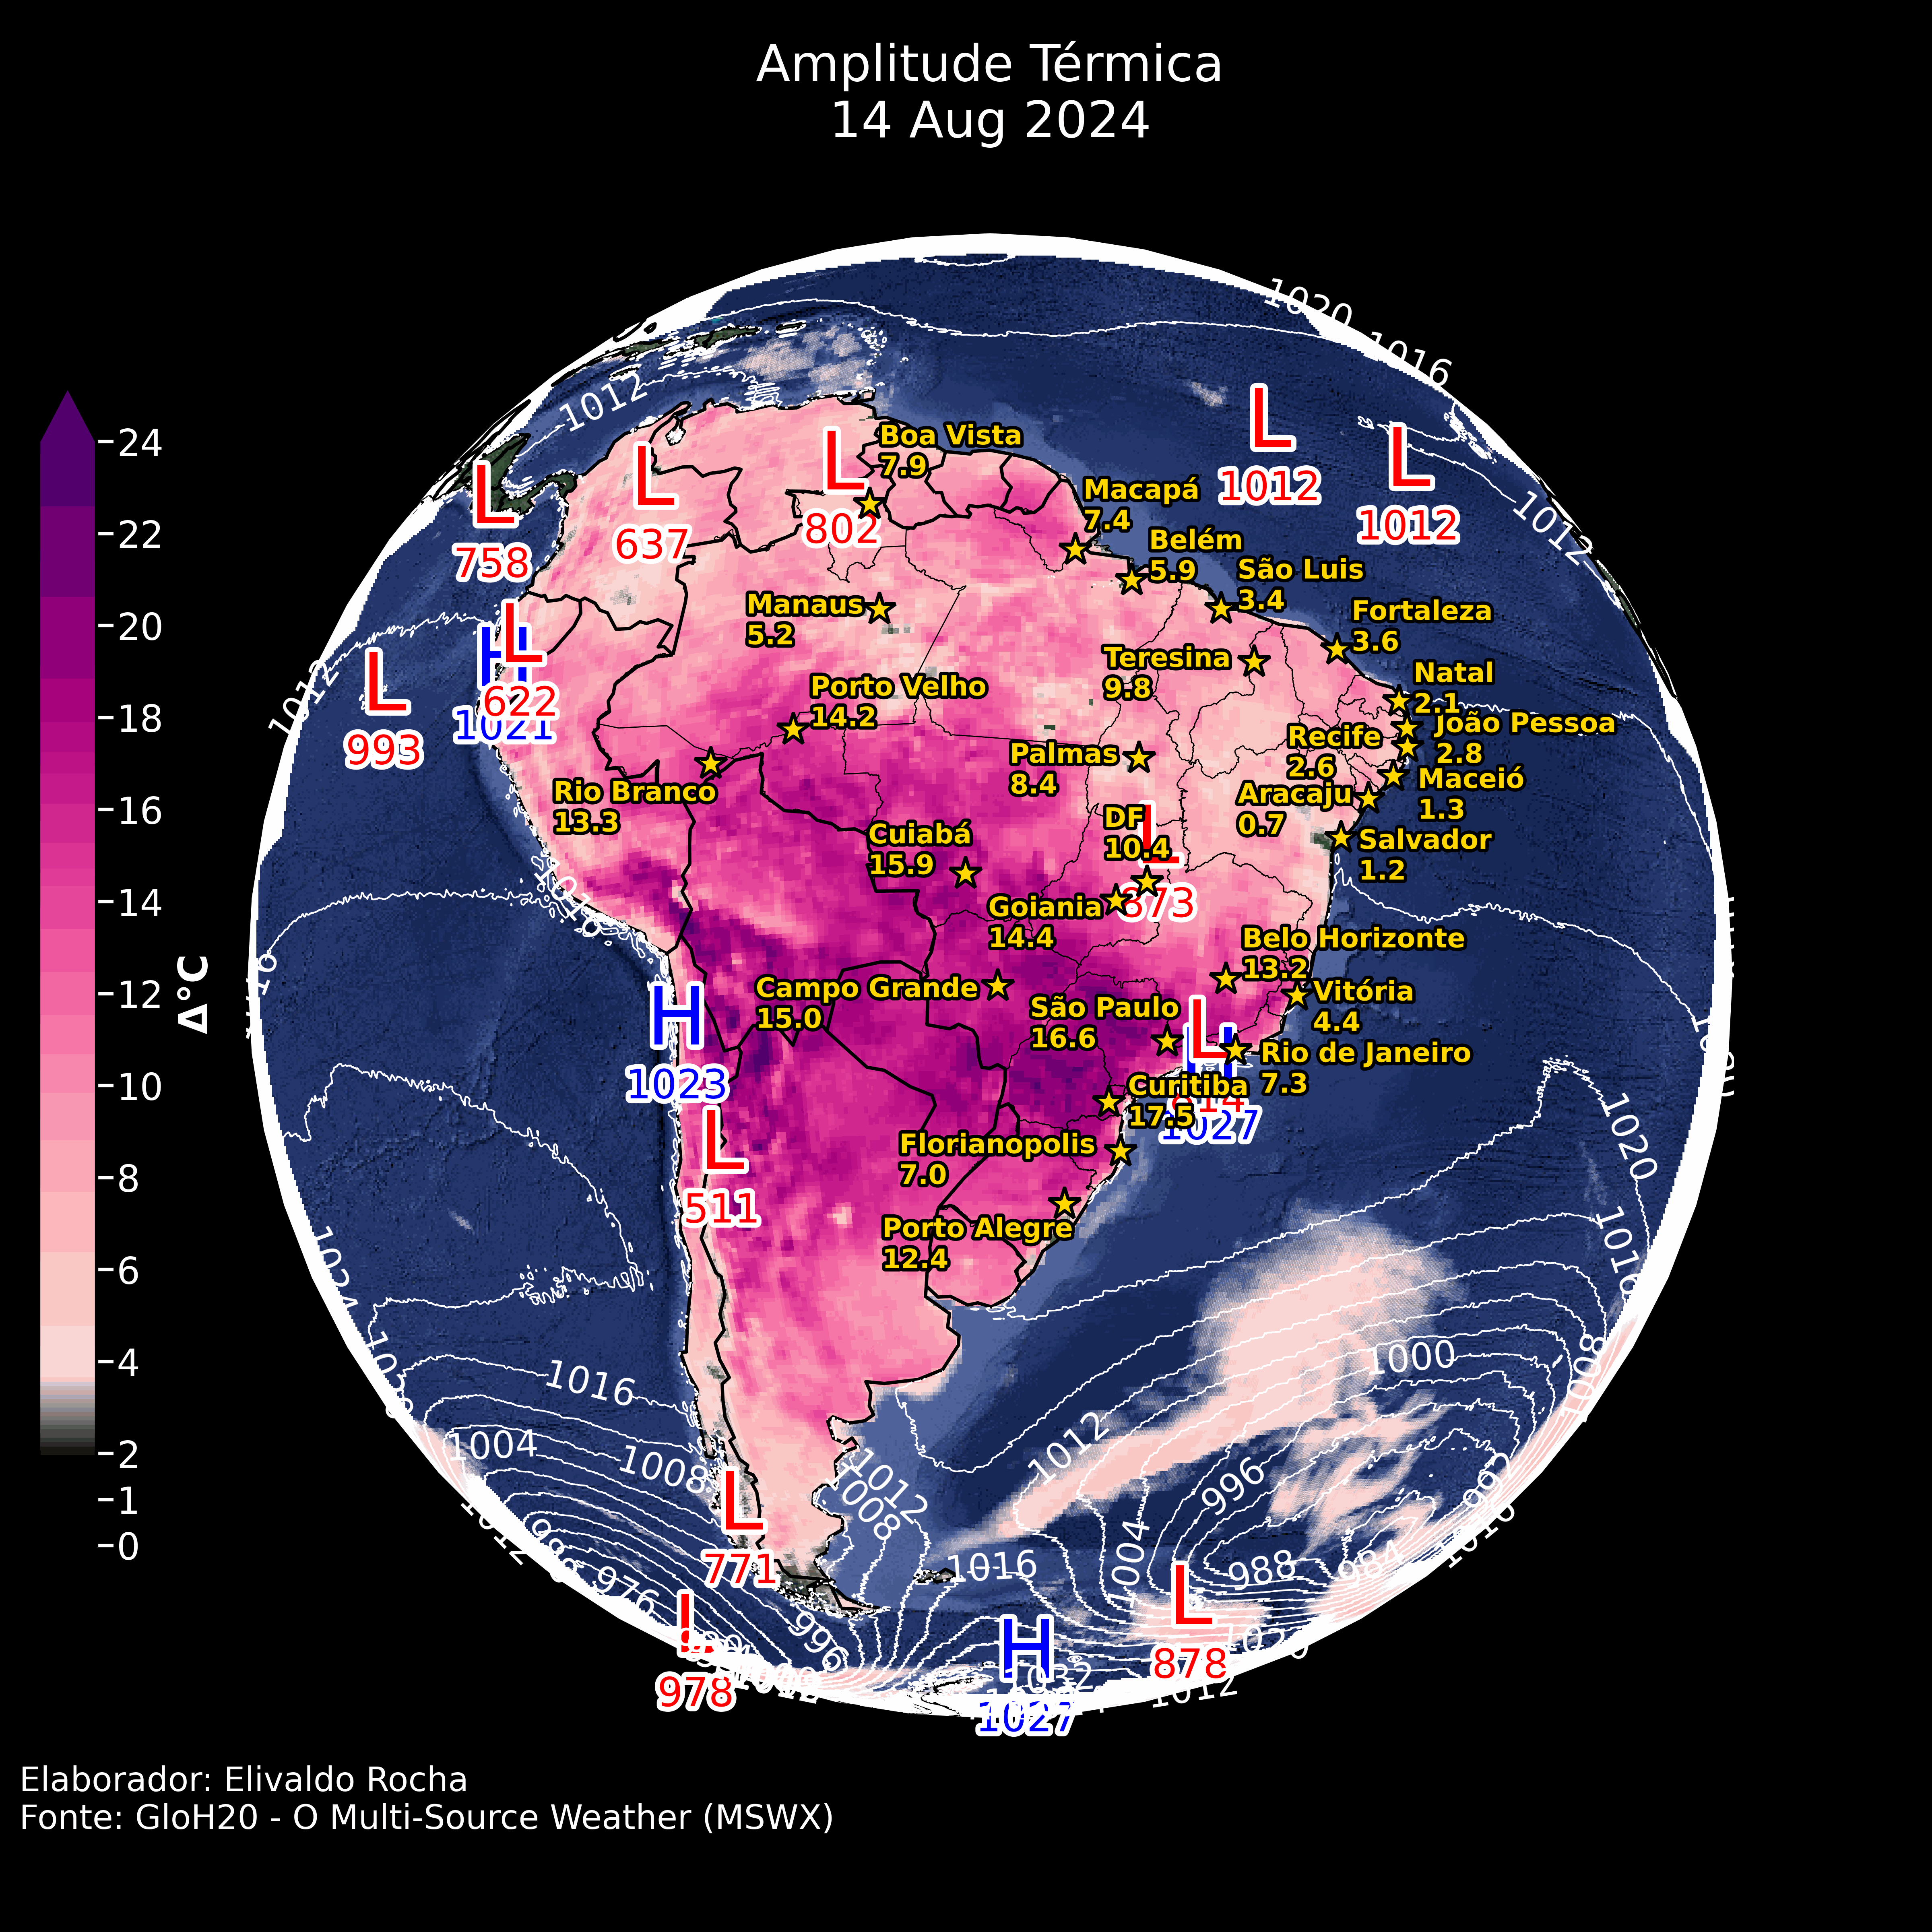 Amplitude Térmica
14 Aug 2024
24
22
20
18
16
14
12
10
8
6
4
2
1
0
Δ°C
1020
1016
1012
L
1012
L
1012
1012
L
758
L
637
L
802
Boa Vista
7.9
Macapá
7.4
Belém
5.9
São Luis
3.4
Fortaleza
3.6
Manaus
5.2
Teresina
9.8
Natal
2.1
João Pessoa
2.8
Recife
2.6
Maceió
1.3
Aracaju
0.7
Salvador
1.2
1012
L
993
H
1021
L
622
Porto Velho
14.2
Rio Branco
13.3
Palmas
8.4
DF
10.4
L
873
Cuiabá
15.9
Goiania
14.4
1016
Belo Horizonte
13.2
Vitória
4.4
Campo Grande
15.0
São Paulo
16.6
Rio de Janeiro
7.3
H
1023
L
H
1027
Curitiba
17.5
L
511
Florianopolis
7.0
Porto Alegre
12.4
1020
1016
1016
1004
1008
1000
1008
1012
996
992
1012
1008
L
771
1016
1004
988
984
976
996
L
978
H
1027
L
878
1012
Elaborador: Elivaldo Rocha
Fonte: GloH20 - O Multi-Source Weather (MSWX)